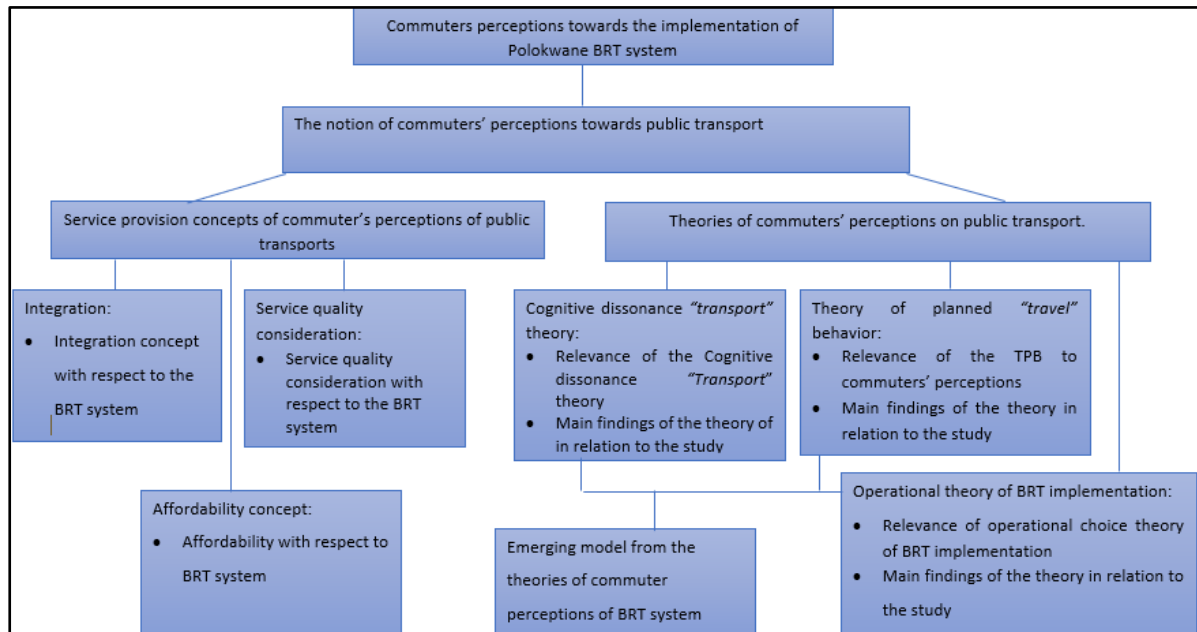 Commuters perceptions towards the implementation of
Polokwane BRT system
The notion of commuters' perceptions towards public transport
Service provision concepts of commuter's perceptions of public
transports
Theories of commuters' perceptions on public transport.
Integration:
• Integration concept
with respect to the
BRT system
Service quality
consideration:
• Service quality
consideration with
respect to the BRT
system
Cognitive dissonance “transport”
theory:
• Relevance of the Cognitive
dissonance “Transport”
theory
• Main findings of the theory of
in relation to the study
Theory of planned “travel”
behavior:
• Relevance of the TPB to
commuters' perceptions
• Main findings of the theory in
relation to the study
Affordability concept:
• Affordability with respect to
BRT system
Emerging model from the
theories of commuter
perceptions of BRT system
Operational theory of BRT implementation:
• Relevance of operational choice theory
of BRT implementation
• Main findings of the theory in relation to
the study